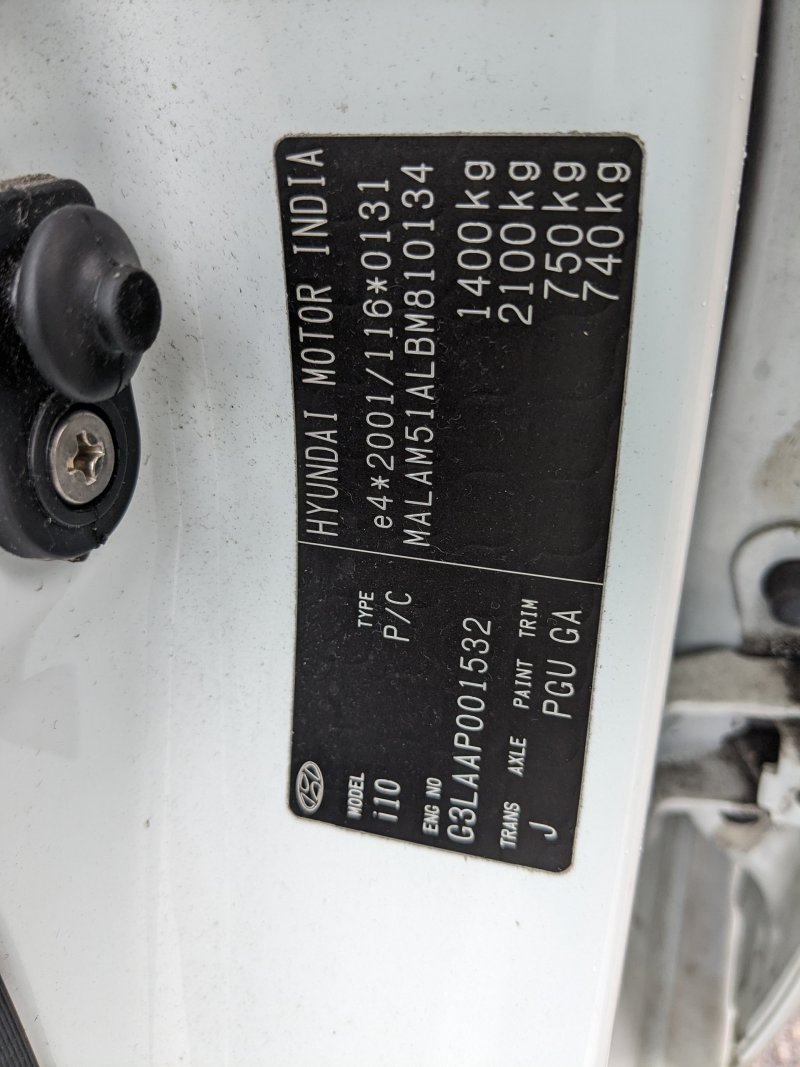 HYUNDAI MOTOR INDIA
e4*2001/116*0131
MALAM51ALBM810134
1400kg
2100kg
750kg
740kg
MODEL TYPE
i10 P/C
ENG NO
G3LAAP001532
TRANS AXLE PAINT TRIM
J PGU GA